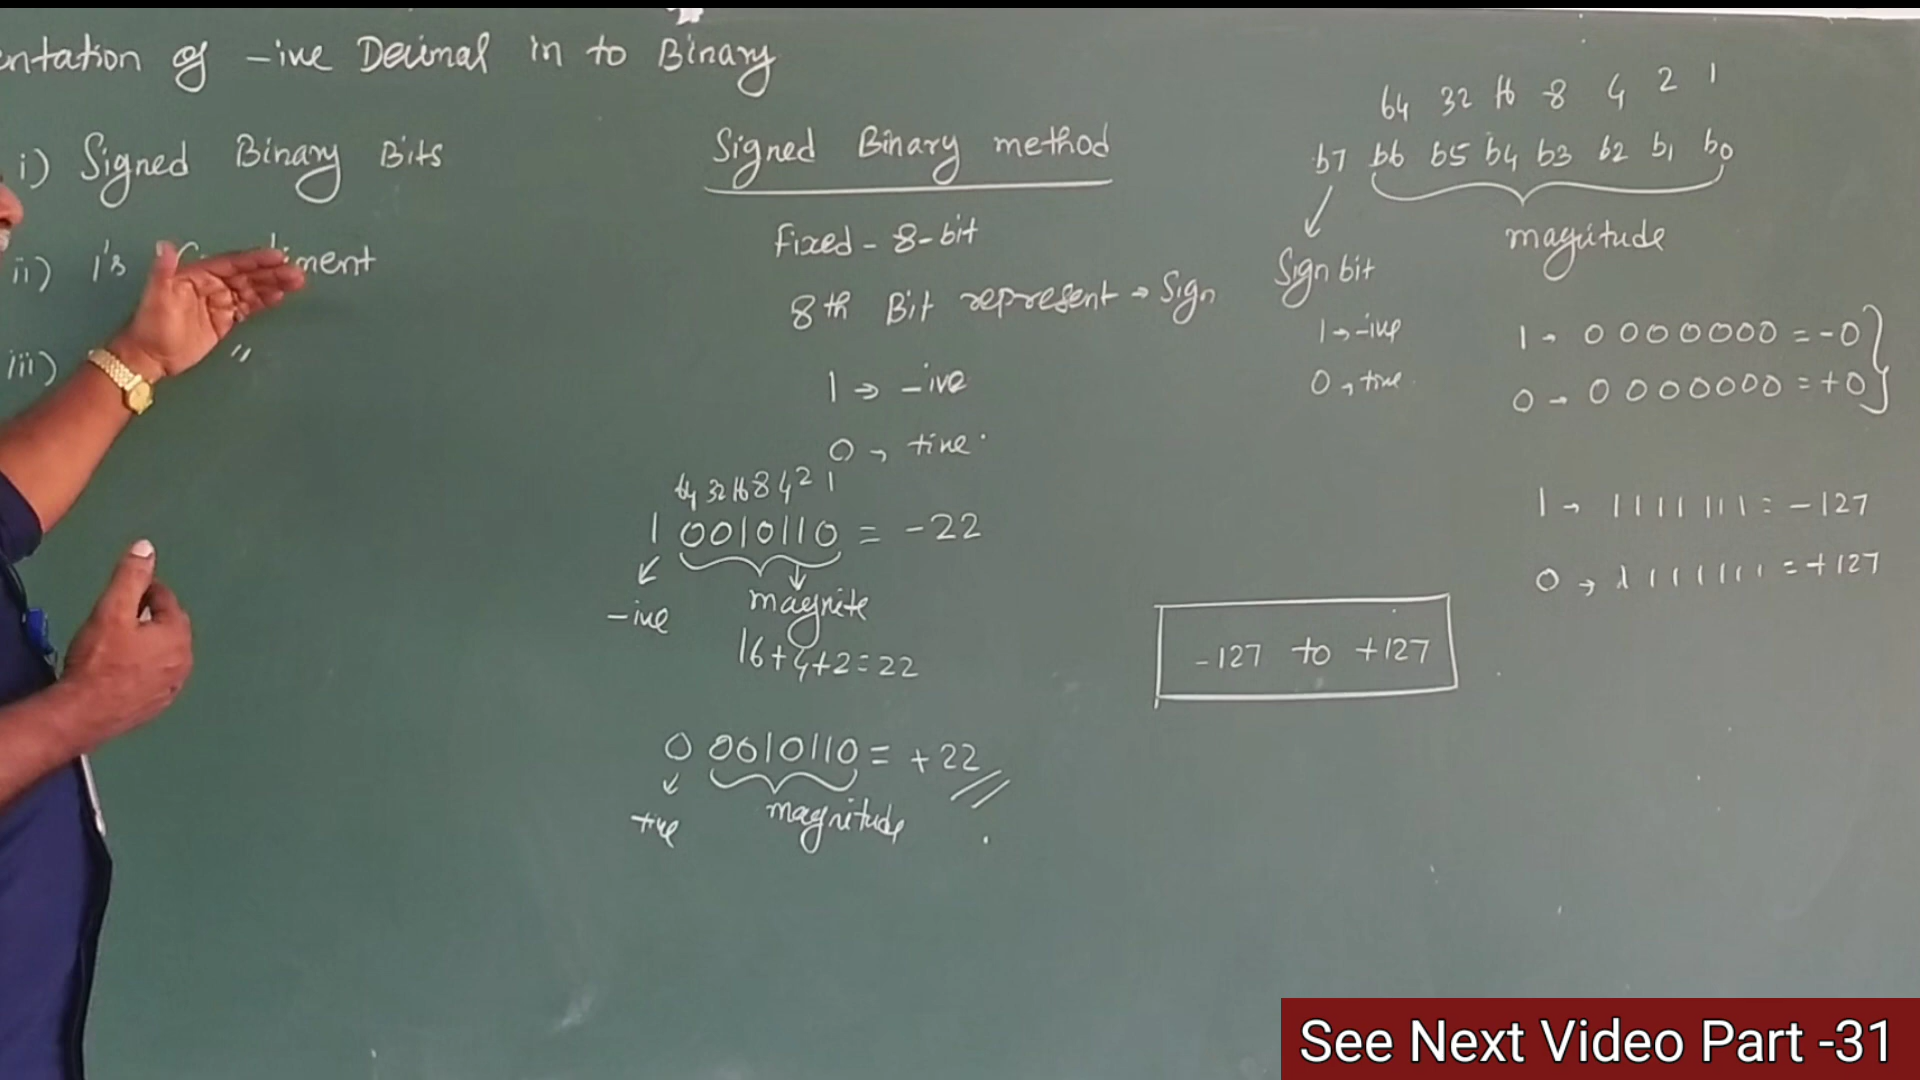 entation of -ive Decimal in to Binary
i) Signed Binary Bits
ii) 1's
iii) "
Signed Binary method
Fixed - 8-bit
8th Bit represent → Sign
1 → -ive
0 → +ive.
64 32 16 8 4 2 1
1 0010110 = -22
-ive magnite
16+4+2=22
0 0010110 = +22
+ive magnitude
64 32 16 8 4 2 1
b7 b6 b5 b4 b3 b2 b1 b0
magnitude
Sign bit
1 → -ive
0 → +ive.
1 → 0000000 = -0
0 → 0000000 = +0
1 → 1111111 = -127
0 → 1111111 = +127
-127 to +127
See Next Video Part -31